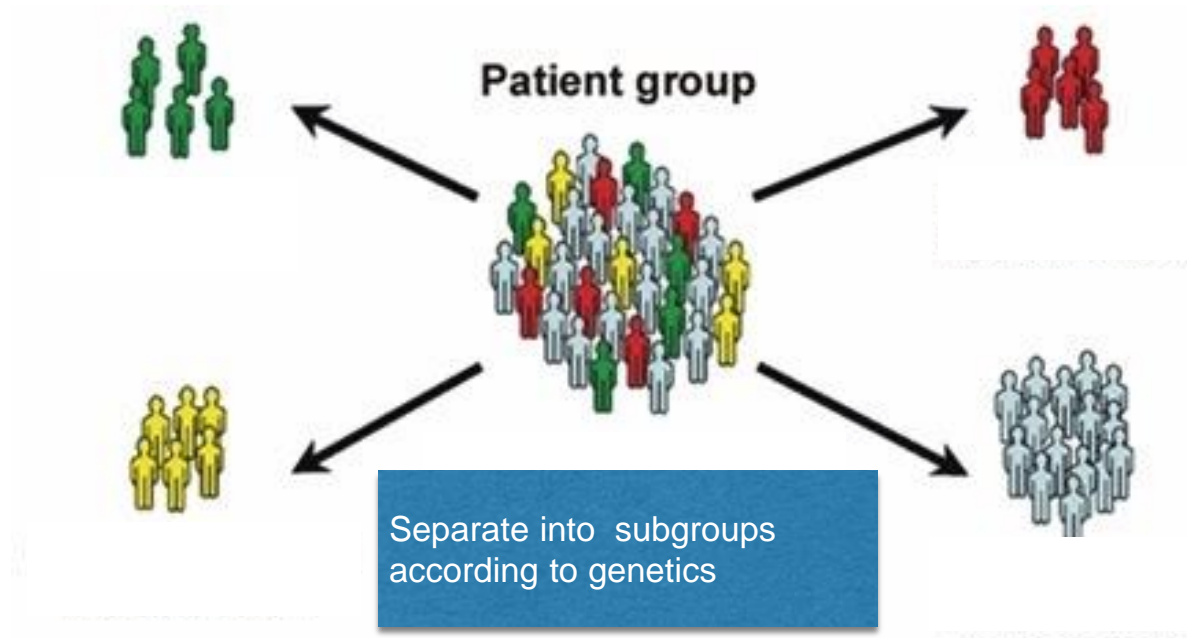 Patient group
Separate into  subgroups
according to genetics